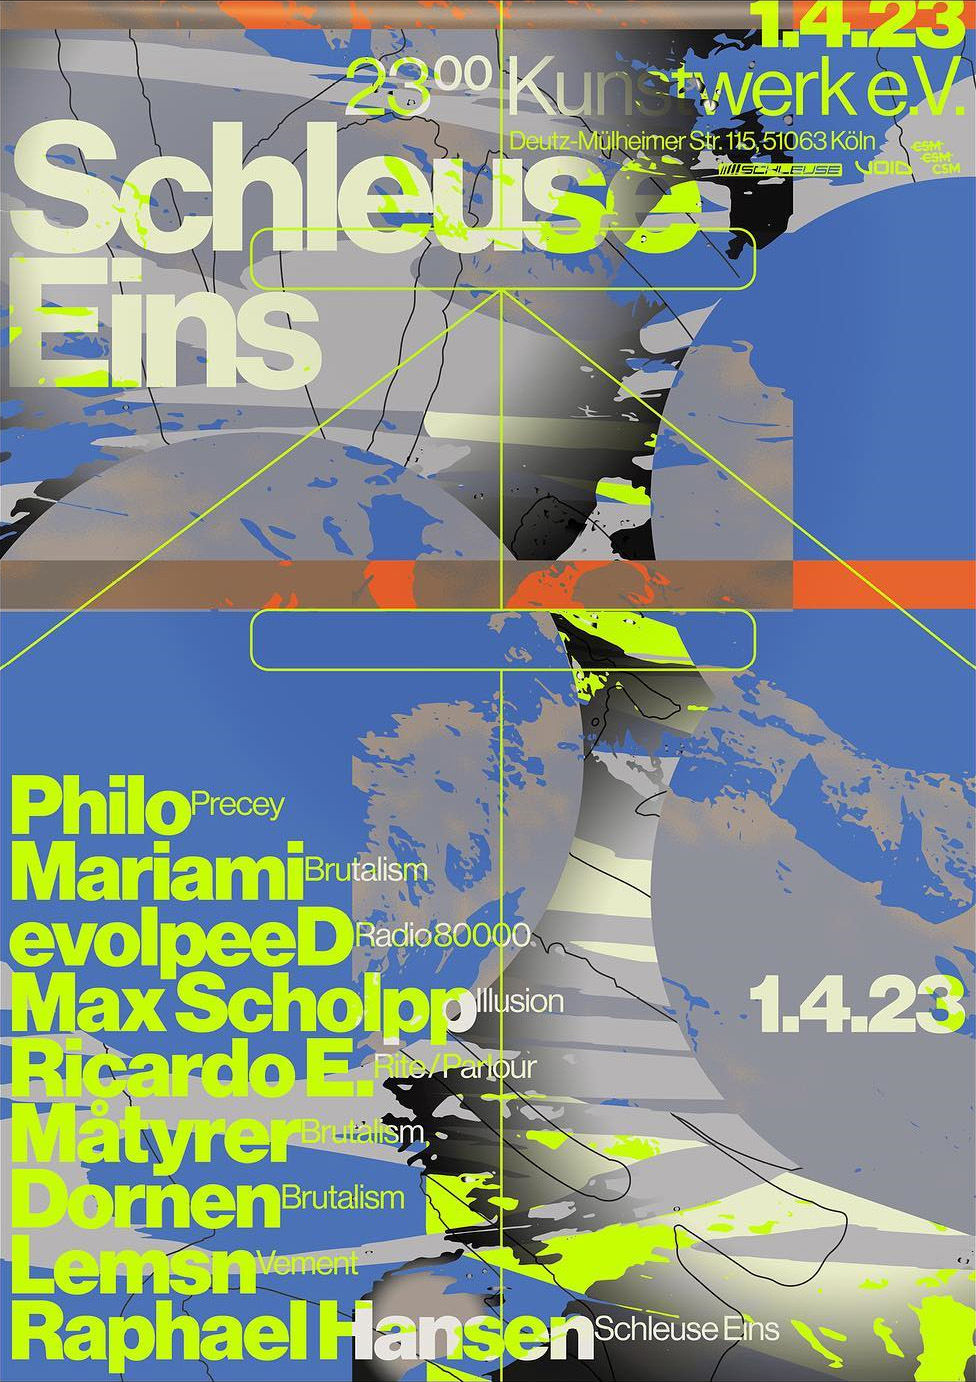 1.4.23
23⁰⁰ Kunstwerk e.V.
Deutz-Mülheimer Str. 115, 51063 Köln
SCHLEUSE VOID CSM
CSM
CSM
Schleuse
Eins
Philo Precey
Mariami Brutalism
evolpeeD Radio 80000
Max Scholpp Illusion
1.4.23
Ricardo E. Rite/Parlour
Måtyrer Brutalism
Dornen Brutalism
Lemsn Vement
Raphael Hansen Schleuse Eins